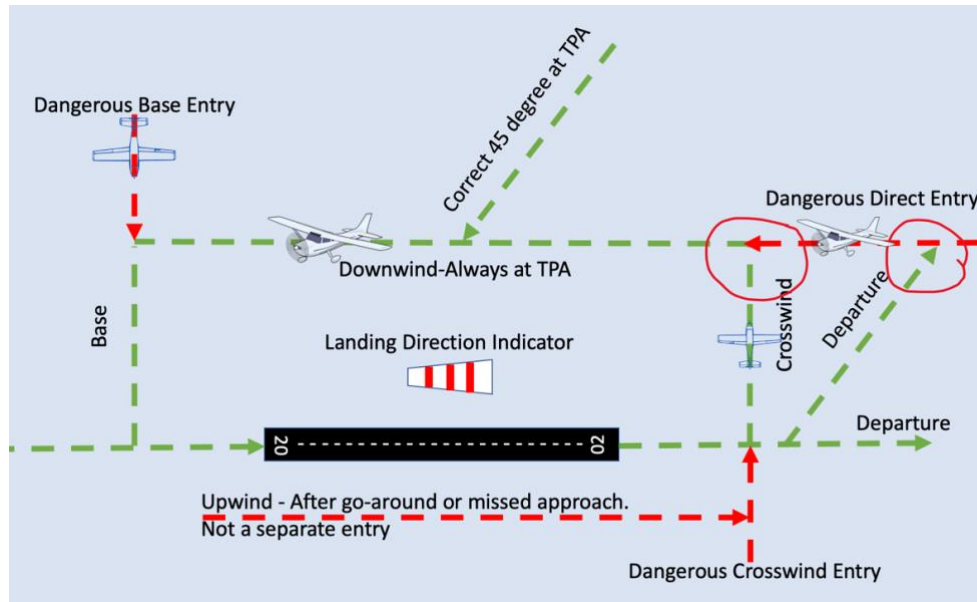 Dangerous Base Entry
Correct 45 degree at TPA
Dangerous Direct Entry
Downwind-Always at TPA
Base
Crosswind
Departure
Landing Direction Indicator
20
02
Departure
Upwind - After go-around or missed approach.
Not a separate entry
Dangerous Crosswind Entry